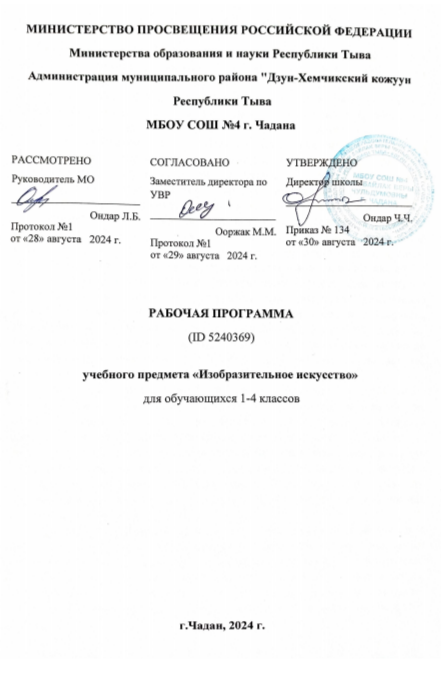 МИНИСТЕРСТВО ПРОСВЕЩЕНИЯ РОССИЙСКОЙ ФЕДЕРАЦИИ
Министерства образования и науки Республики Тыва
Администрация муниципального района "Дзун-Хемчикский кожуун
Республики Тыва
МБОУ СОШ №4 г. Чадана
РАССМОТРЕНО
Руководитель МО
Ондар Л.Б.
Протокол №1
от «28» августа 2024 г.
СОГЛАСОВАНО
Заместитель директора по
УВР
Ооржак М.М.
Протокол №1
от «29» августа 2024 г.
УТВЕРЖДЕНО
Директор школы
Ондар Ч.Ч.
Приказ № 134
от «30» августа 2024 г.
РАБОЧАЯ ПРОГРАММА
(ID 5240369)
учебного предмета «Изобразительное искусство»
для обучающихся 1-4 классов
г.Чадан, 2024 г.